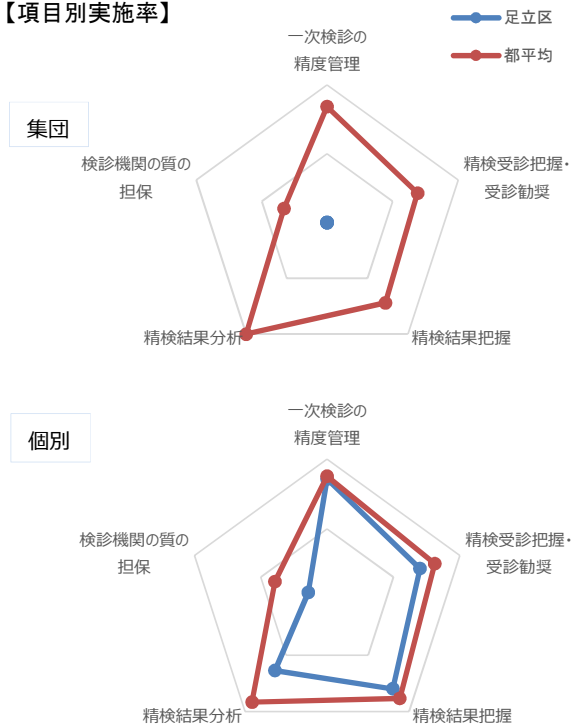 【項目別実施率】
足立区
都平均
集団
一次検診の
精度管理
精検受診把握・
受診勧奨
精検結果把握
精検結果分析
検診機関の質の
担保
個別
一次検診の
精度管理
精検受診把握・
受診勧奨
精検結果把握
精検結果分析
検診機関の質の
担保